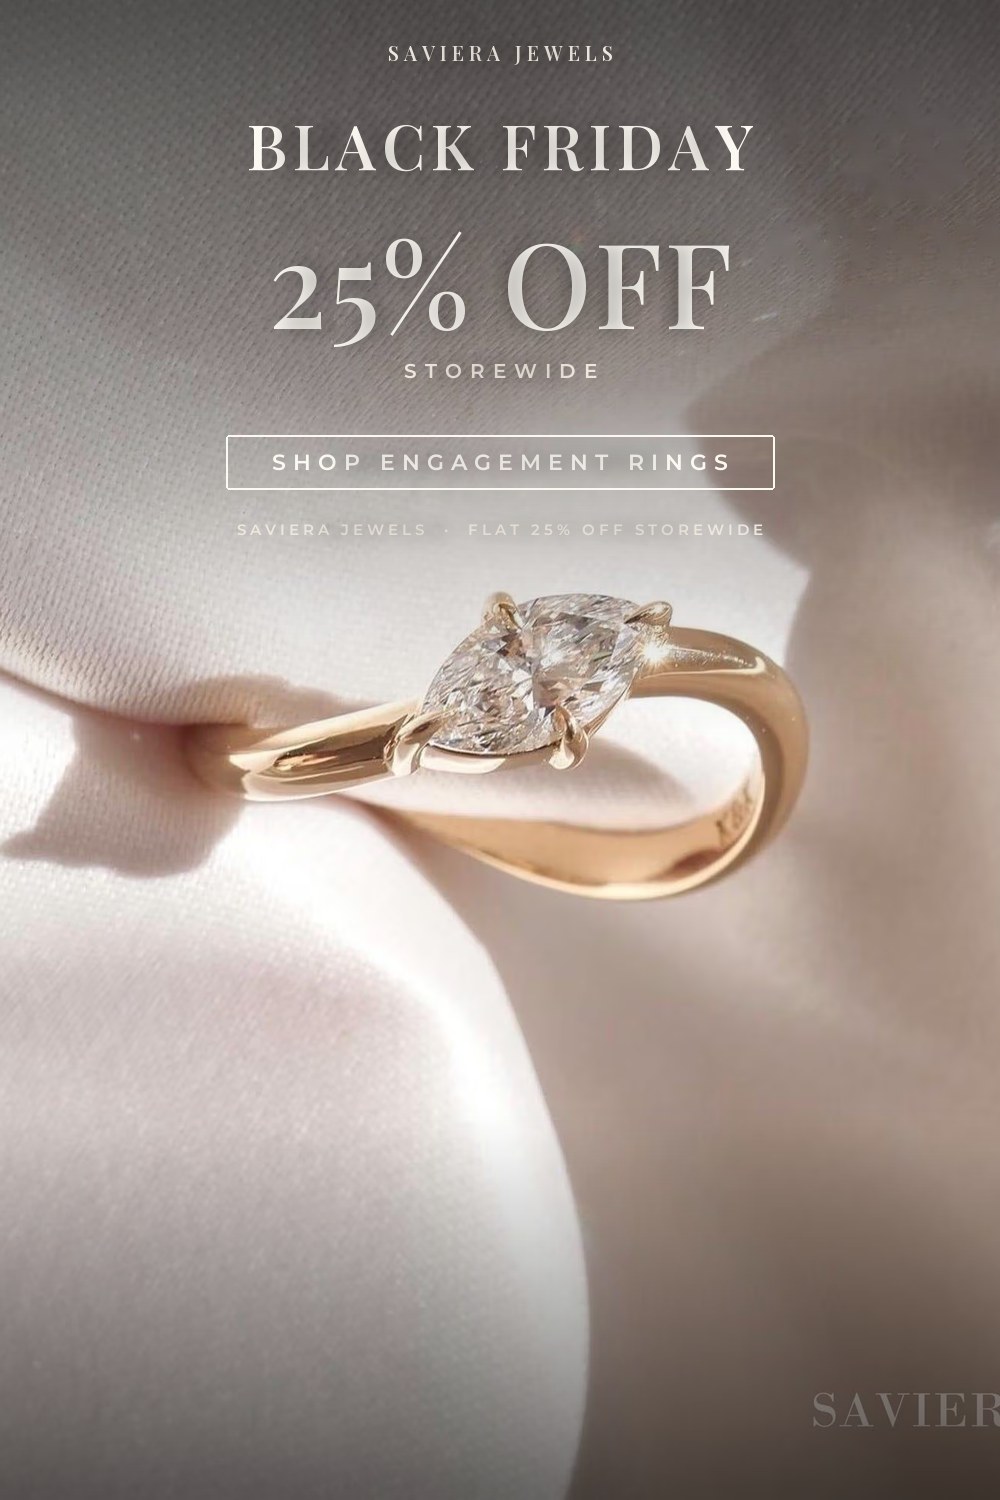 SAVIERA JEWELS
BLACK FRIDAY
25% OFF
STOREWIDE
SHOP ENGAGEMENT RINGS
SAVIERA JEWELS · FLAT 25% OFF STOREWIDE
SAVIER